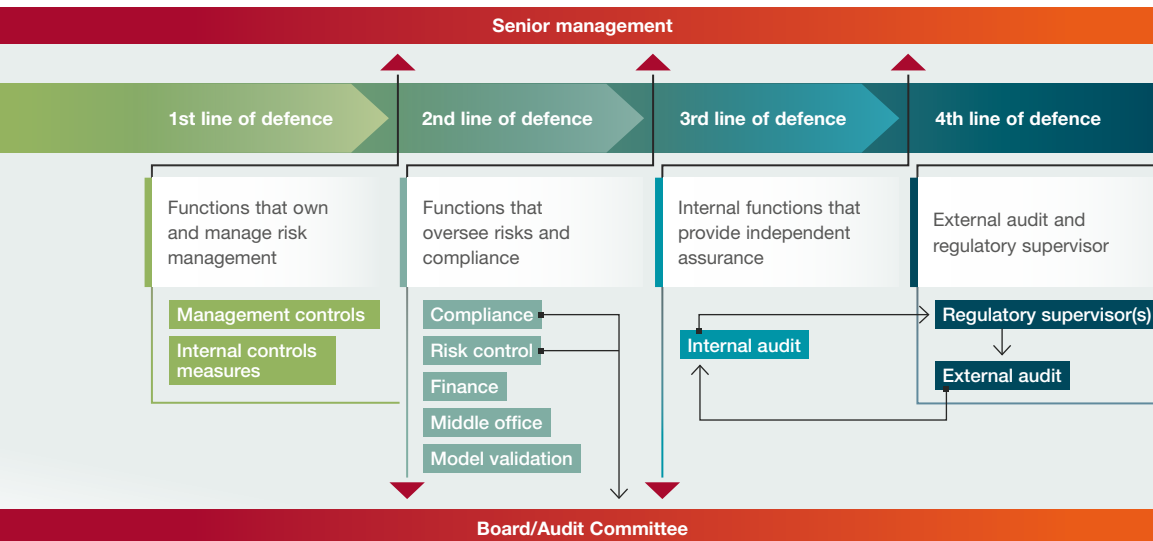 Senior management
1st line of defence
2nd line of defence
3rd line of defence
4th line of defence
Functions that own
and manage risk
management
Functions that
oversee risks and
compliance
Internal functions that
provide independent
assurance
External audit and
regulatory supervisor
Management controls
Internal controls
measures
Compliance
Risk control
Finance
Middle office
Model validation
Internal audit
Regulatory supervisor(s)
External audit
Board/Audit Committee